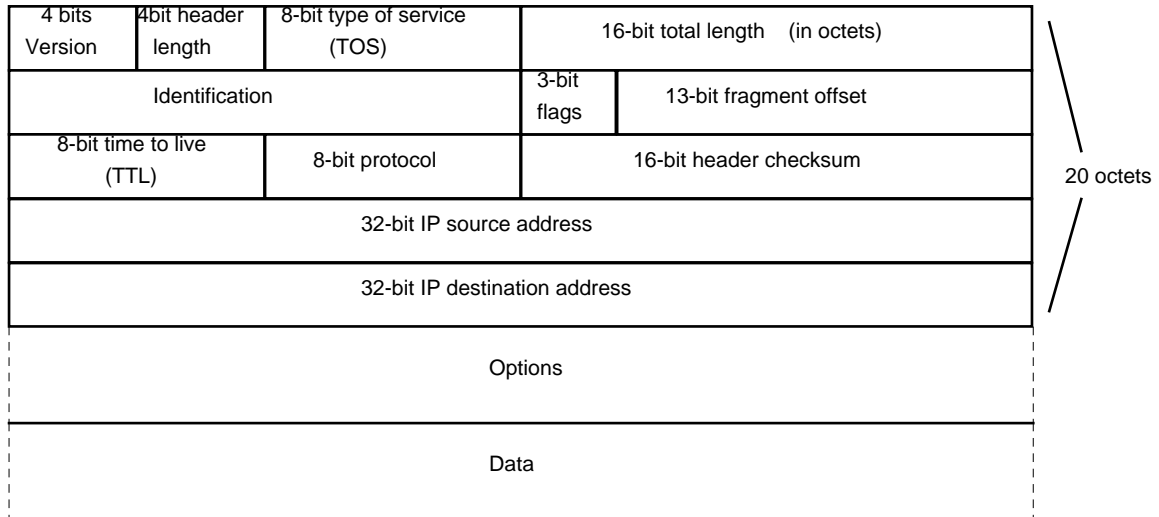 4 bits
Version
4bit header
length
8-bit type of service
(TOS)
16-bit total length (in octets)
Identification
3-bit
flags
13-bit fragment offset
8-bit time to live
(TTL)
8-bit protocol
16-bit header checksum
20 octets
32-bit IP source address
32-bit IP destination address
Options
Data